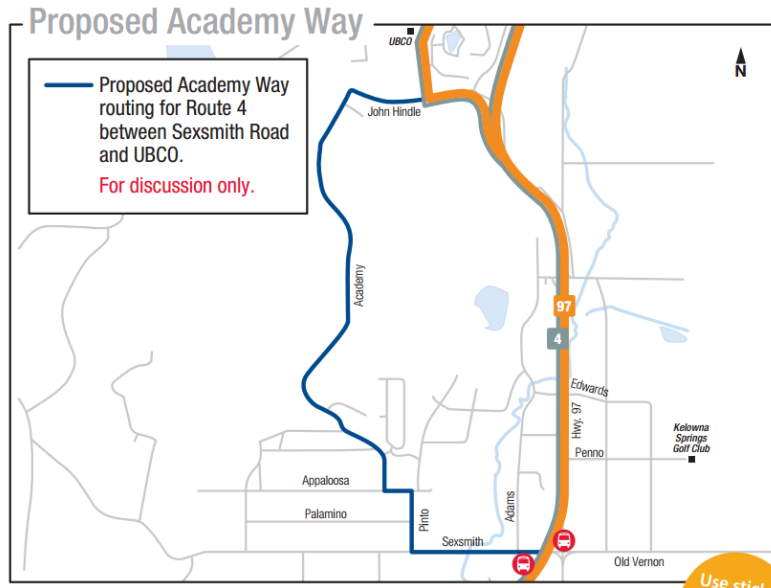 Proposed Academy Way
UBCO
N
Proposed Academy Way
routing for Route 4
between Sexsmith Road
and UBCO.
For discussion only.
John Hindle
Academy
97
4
Edwards
Hwy. 97
Kelowna
Springs
Golf Club
Penno
Appaloosa
Palamino
Pinto
Adams
Sexsmith
Old Vernon
Use